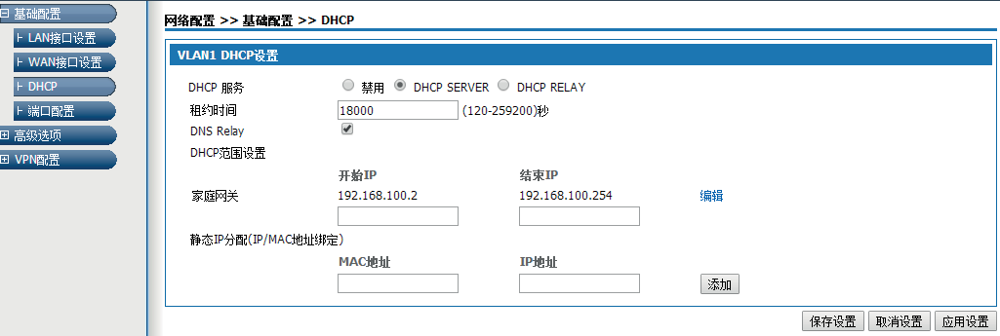 基础配置
LAN接口设置
WAN接口设置
DHCP
端口配置
高级选项
VPN配置
网络配置 >> 基础配置 >> DHCP
VLAN1 DHCP设置
DHCP 服务 禁用 DHCP SERVER DHCP RELAY
租约时间 18000 (120-259200)秒
DNS Relay
DHCP范围设置
开始IP 结束IP
家庭网关 192.168.100.2 192.168.100.254 编辑
静态IP分配(IP/MAC地址绑定)
MAC地址 IP地址
添加
保存设置 取消设置 应用设置